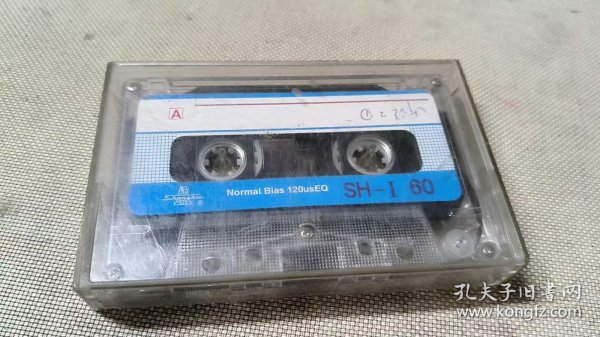 A
Normal Bias 120usEQ
SH-I 60
孔夫子旧书网
www.kongfz.com